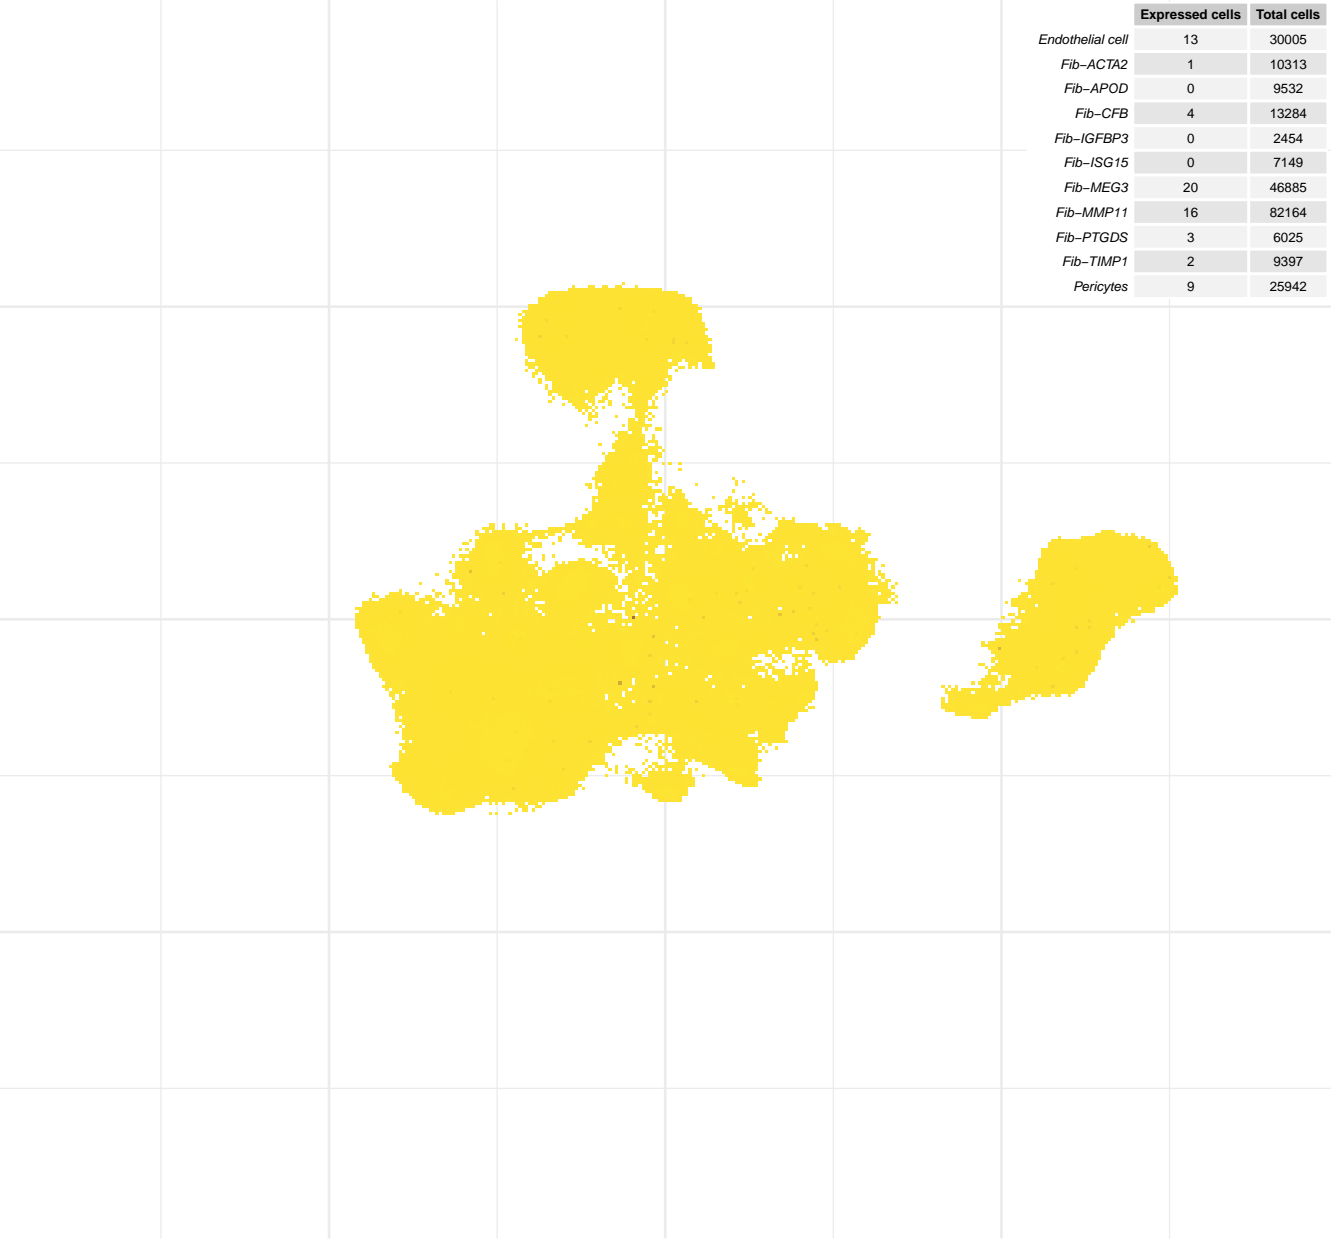 Expressed cells Total cells
Endothelial cell 13 30005
Fib−ACTA2 1 10313
Fib−APOD 0 9532
Fib−CFB 4 13284
Fib−IGFBP3 0 2454
Fib−ISG15 0 7149
Fib−MEG3 20 46885
Fib−MMP11 16 82164
Fib−PTGDS 3 6025
Fib−TIMP1 2 9397
Pericytes 9 25942